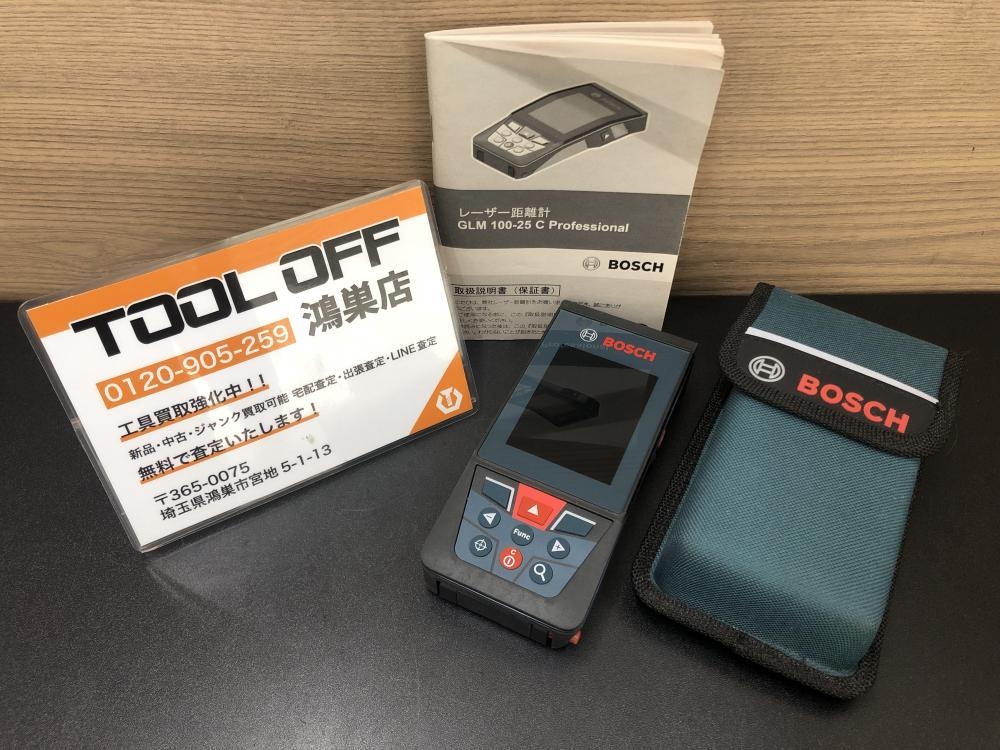 TOOL OFF
鴻巣店
0120-905-259
工具買取強化中!!
新品・中古・ジャンク買取可能 宅配査定・出張査定・LINE査定
無料で査定いたします!
〒365-0075
埼玉県鴻巣市宮地 5-1-13
レーザー距離計
GLM 100-25 C Professional
BOSCH
取扱説明書(保証書)
BOSCH
Func
C
BOSCH